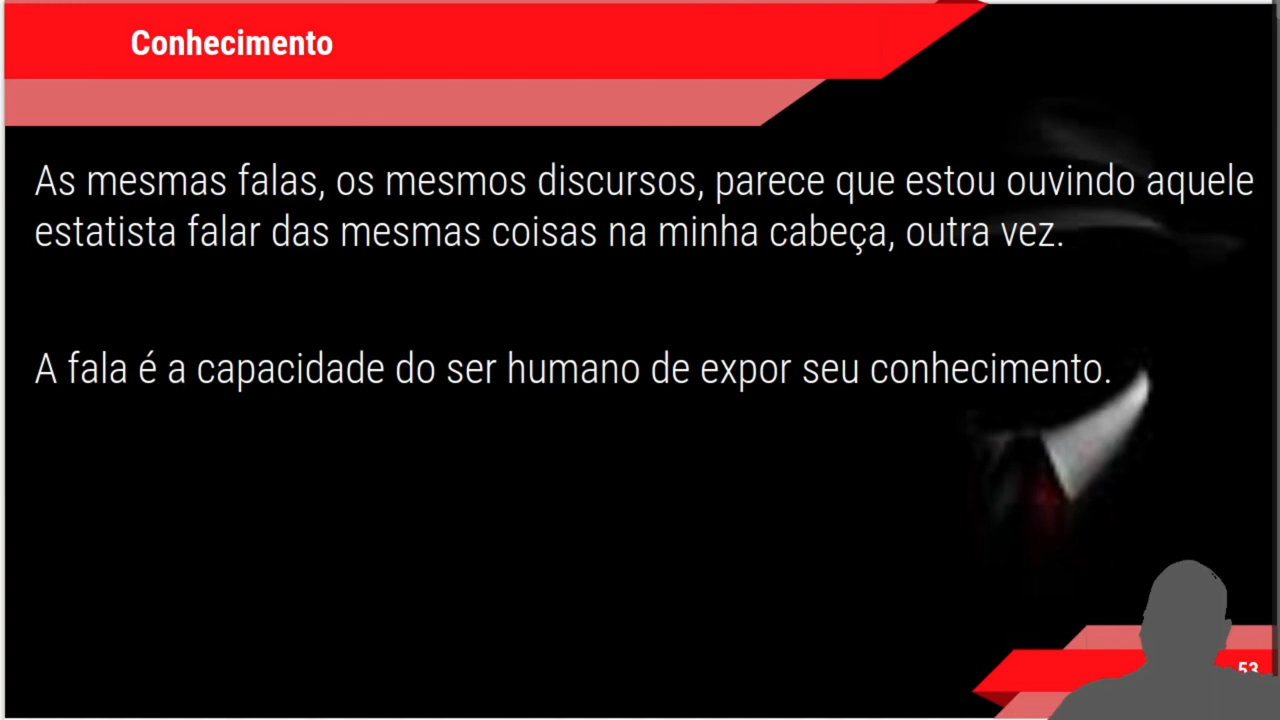 Conhecimento
As mesmas falas, os mesmos discursos, parece que estou ouvindo aquele
estatista falar das mesmas coisas na minha cabeça, outra vez.
A fala é a capacidade do ser humano de expor seu conhecimento.
53